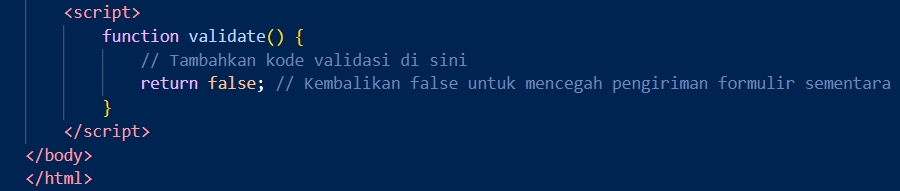 <script>
function validate() {
// Tambahkan kode validasi di sini
return false; // Kembalikan false untuk mencegah pengiriman formulir sementara
}
</script>
</body>
</html>